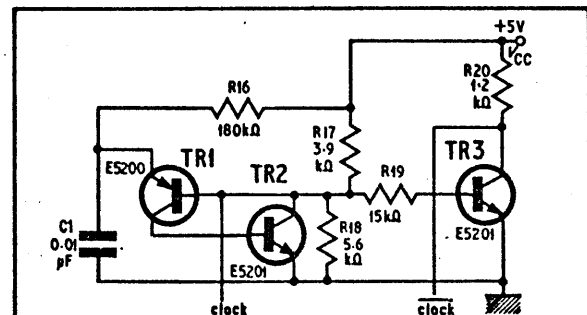 +5V
VCC
R20
1·2
kΩ
R16
180kΩ
R17
3·9
kΩ
TR1
TR2
R19
15kΩ
TR3
E5200
C1
0·01
pF
E5201
R18
5·6
kΩ
E5201
clock
clock